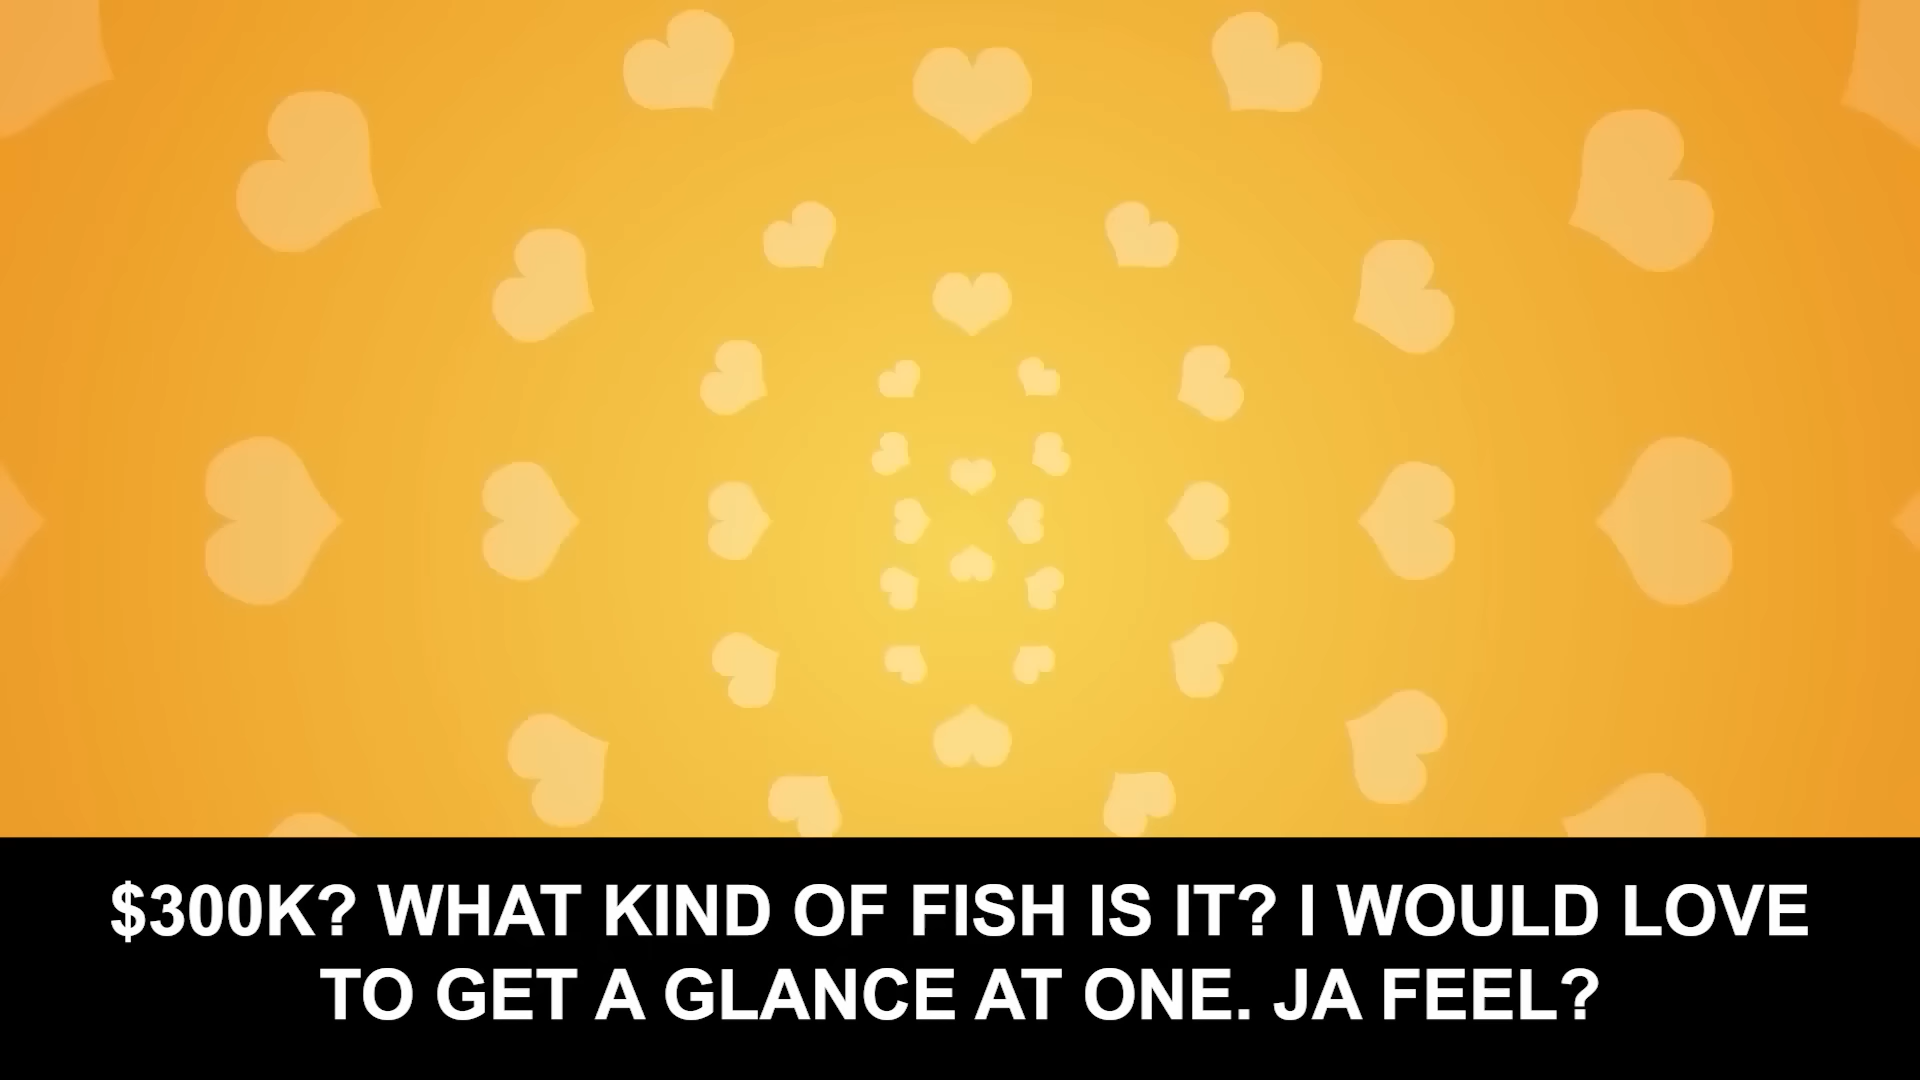 $300K? WHAT KIND OF FISH IS IT? I WOULD LOVE
TO GET A GLANCE AT ONE. JA FEEL?